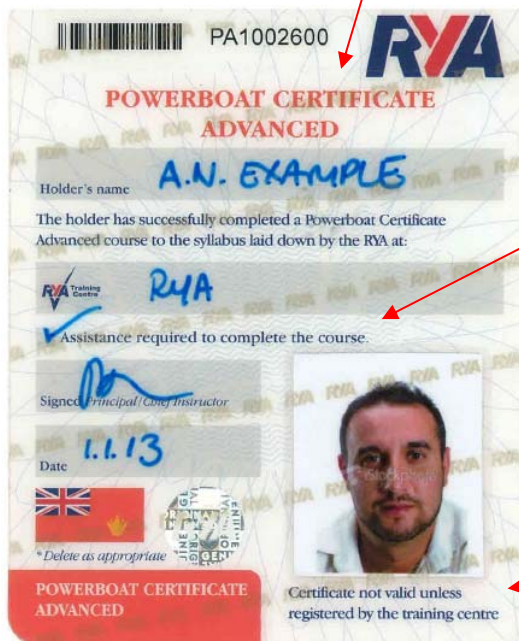 PA1002600
RYA
POWERBOAT CERTIFICATE
ADVANCED
Holder's name A.N. EXAMPLE
The holder has successfully completed a Powerboat Certificate
Advanced course to the syllabus laid down by the RYA at:
RYA Training Centre RYA
Assistance required to complete the course.
Signed Principal/Chief Instructor
Date 1.1.13
*Delete as appropriate
POWERBOAT CERTIFICATE
ADVANCED
Certificate not valid unless
registered by the training centre